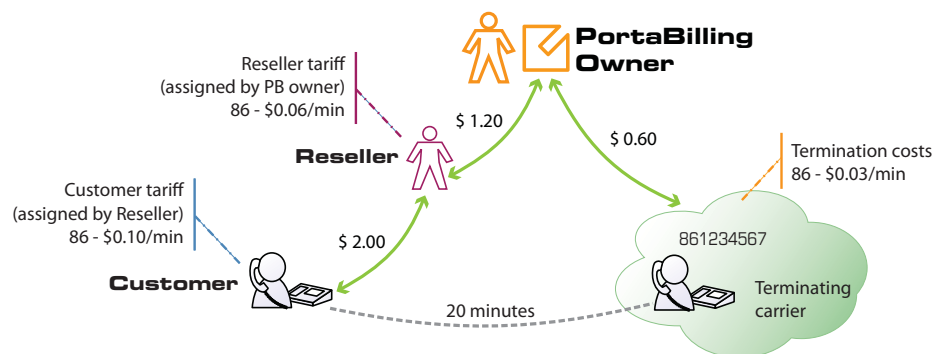 PortaBilling
Owner
Reseller tariff
(assigned by PB owner)
86 - $0.06/min
$ 1.20
$ 0.60
Reseller
Termination costs
86 - $0.03/min
Customer tariff
(assigned by Reseller)
86 - $0.10/min
$ 2.00
861234567
Customer
20 minutes
Terminating
carrier